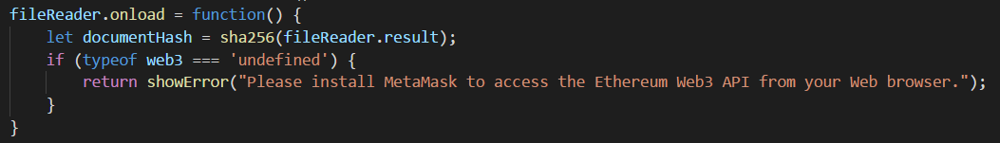 fileReader.onload = function() {
    let documentHash = sha256(fileReader.result);
    if (typeof web3 === 'undefined') {
        return showError("Please install MetaMask to access the Ethereum Web3 API from your Web browser.");
    }
}